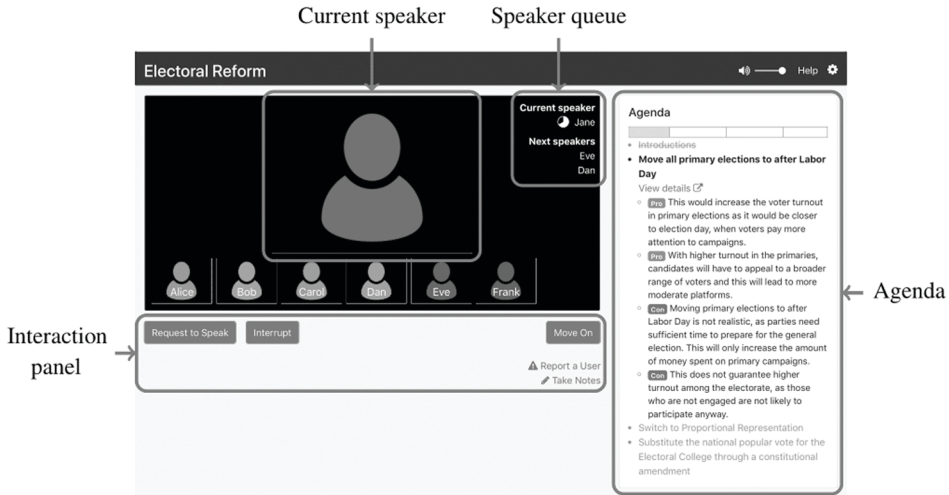 Current speaker
Speaker queue
Electoral Reform
Help
Current speaker
Jane
Next speakers
Eve
Dan
Alice
Bob
Carol
Dan
Eve
Frank
Interaction
panel
Request to Speak
Interrupt
Move On
Report a User
Take Notes
Agenda
Introductions
Move all primary elections to after Labor
Day
View details
Pro This would increase the voter turnout
in primary elections as it would be closer
to election day, when voters pay more
attention to campaigns.
Pro With higher turnout in the primaries,
candidates will have to appeal to a broader
range of voters and this will lead to more
moderate platforms.
Con Moving primary elections to after
Labor Day is not realistic, as parties need
sufficient time to prepare for the general
election. This will only increase the amount
of money spent on primary campaigns.
Con This does not guarantee higher
turnout among the electorate, as those
who are not engaged are not likely to
participate anyway.
Switch to Proportional Representation
Substitute the national popular vote for the
Electoral College through a constitutional
amendment
Agenda